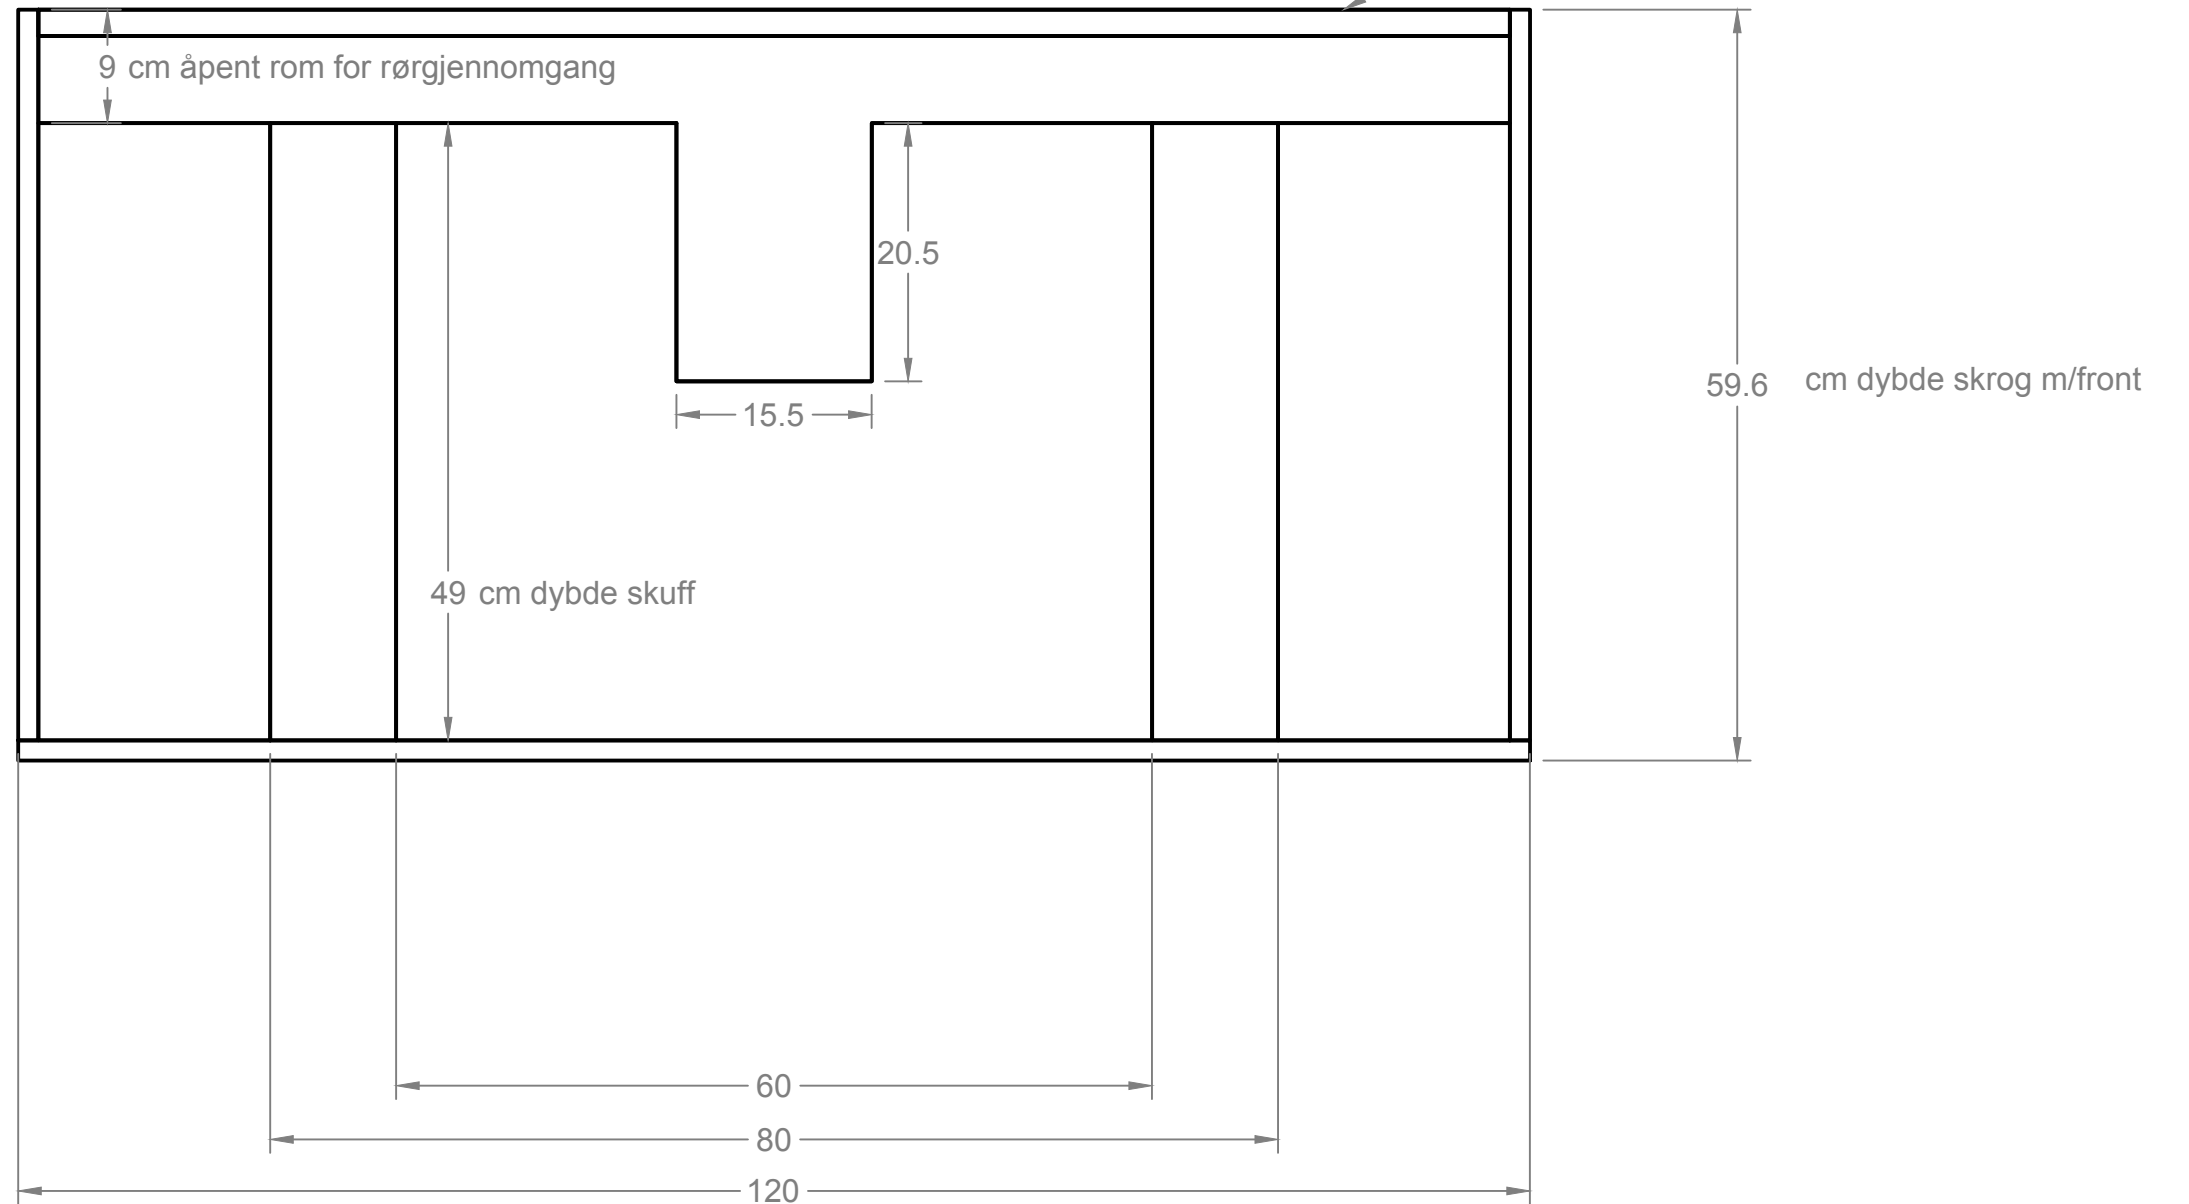 9 cm åpent rom for rørgjennomgang
20.5
59.6 cm dybde skrog m/front
15.5
49 cm dybde skuff
60
80
120